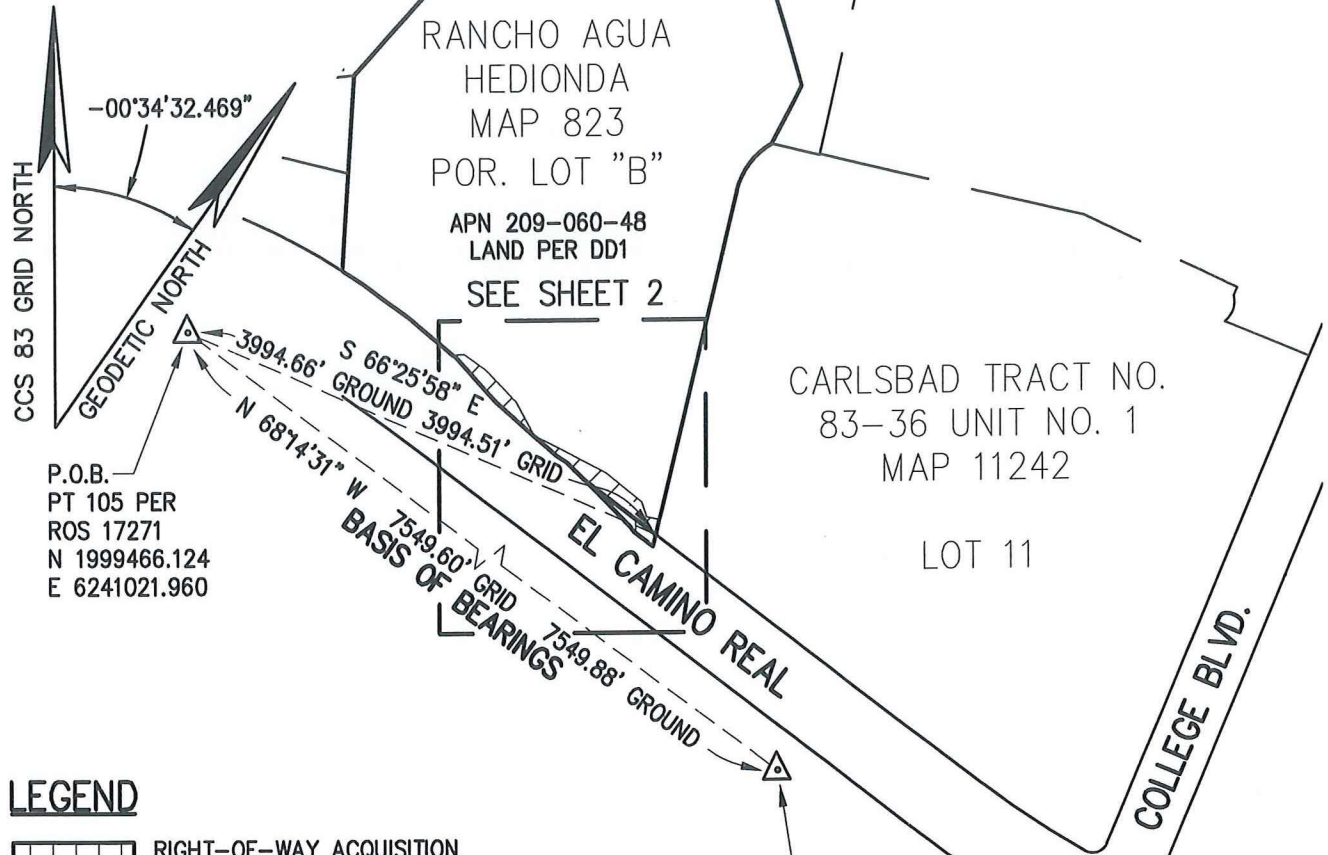 RANCHO AGUA
HEDIONDA
MAP 823
POR. LOT "B"
APN 209-060-48
LAND PER DD1
SEE SHEET 2
-00°34'32.469"
CCS 83 GRID NORTH
GEODETIC NORTH
S 66°25'58" E
3994.66' GROUND 3994.51' GRID
N 68°14'31" W 7549.60' GRID 7549.88' GROUND
BASIS OF BEARINGS
EL CAMINO REAL
P.O.B.
PT 105 PER
ROS 17271
N 1999466.124
E 6241021.960
CARLSBAD TRACT NO.
83-36 UNIT NO. 1
MAP 11242
LOT 11
COLLEGE BLVD.
LEGEND
RIGHT-OF-WAY ACQUISITION